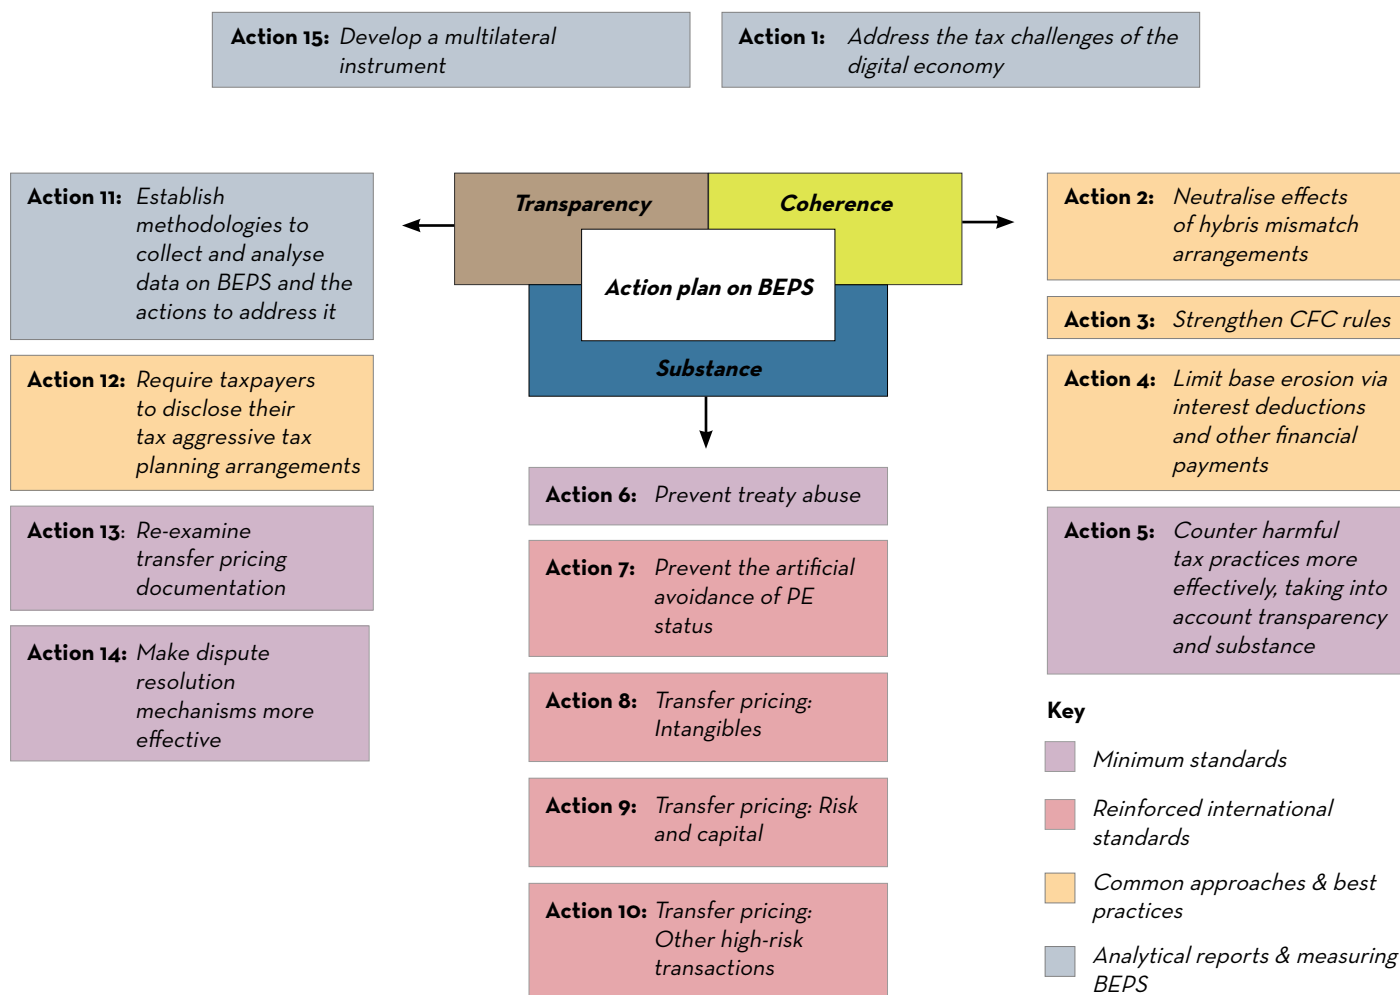 Action 15: Develop a multilateral
instrument
Action 1: Address the tax challenges of the
digital economy
Transparency
Coherence
Action plan on BEPS
Substance
Action 11: Establish
methodologies to
collect and analyse
data on BEPS and the
actions to address it
Action 12: Require taxpayers
to disclose their
tax aggressive tax
planning arrangements
Action 13: Re-examine
transfer pricing
documentation
Action 14: Make dispute
resolution
mechanisms more
effective
Action 6: Prevent treaty abuse
Action 7: Prevent the artificial
avoidance of PE
status
Action 8: Transfer pricing:
Intangibles
Action 9: Transfer pricing: Risk
and capital
Action 10: Transfer pricing:
Other high-risk
transactions
Action 2: Neutralise effects
of hybris mismatch
arrangements
Action 3: Strengthen CFC rules
Action 4: Limit base erosion via
interest deductions
and other financial
payments
Action 5: Counter harmful
tax practices more
effectively, taking into
account transparency
and substance
Key
Minimum standards
Reinforced international
standards
Common approaches & best
practices
Analytical reports & measuring
BEPS